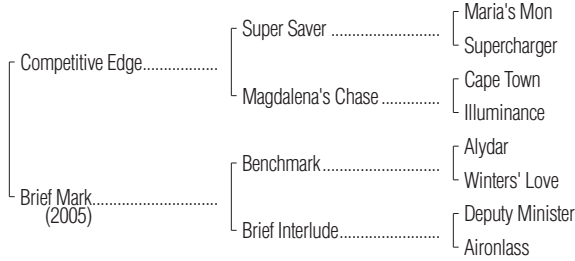 Maria's Mon
Super Saver ..........................
Supercharger
Competitive Edge..................
Cape Town
Magdalena's Chase ..............
Illuminance
Alydar
Benchmark............................
Winters' Love
Brief Mark..............................
(2005)
Deputy Minister
Brief Interlude........................
Aironlass